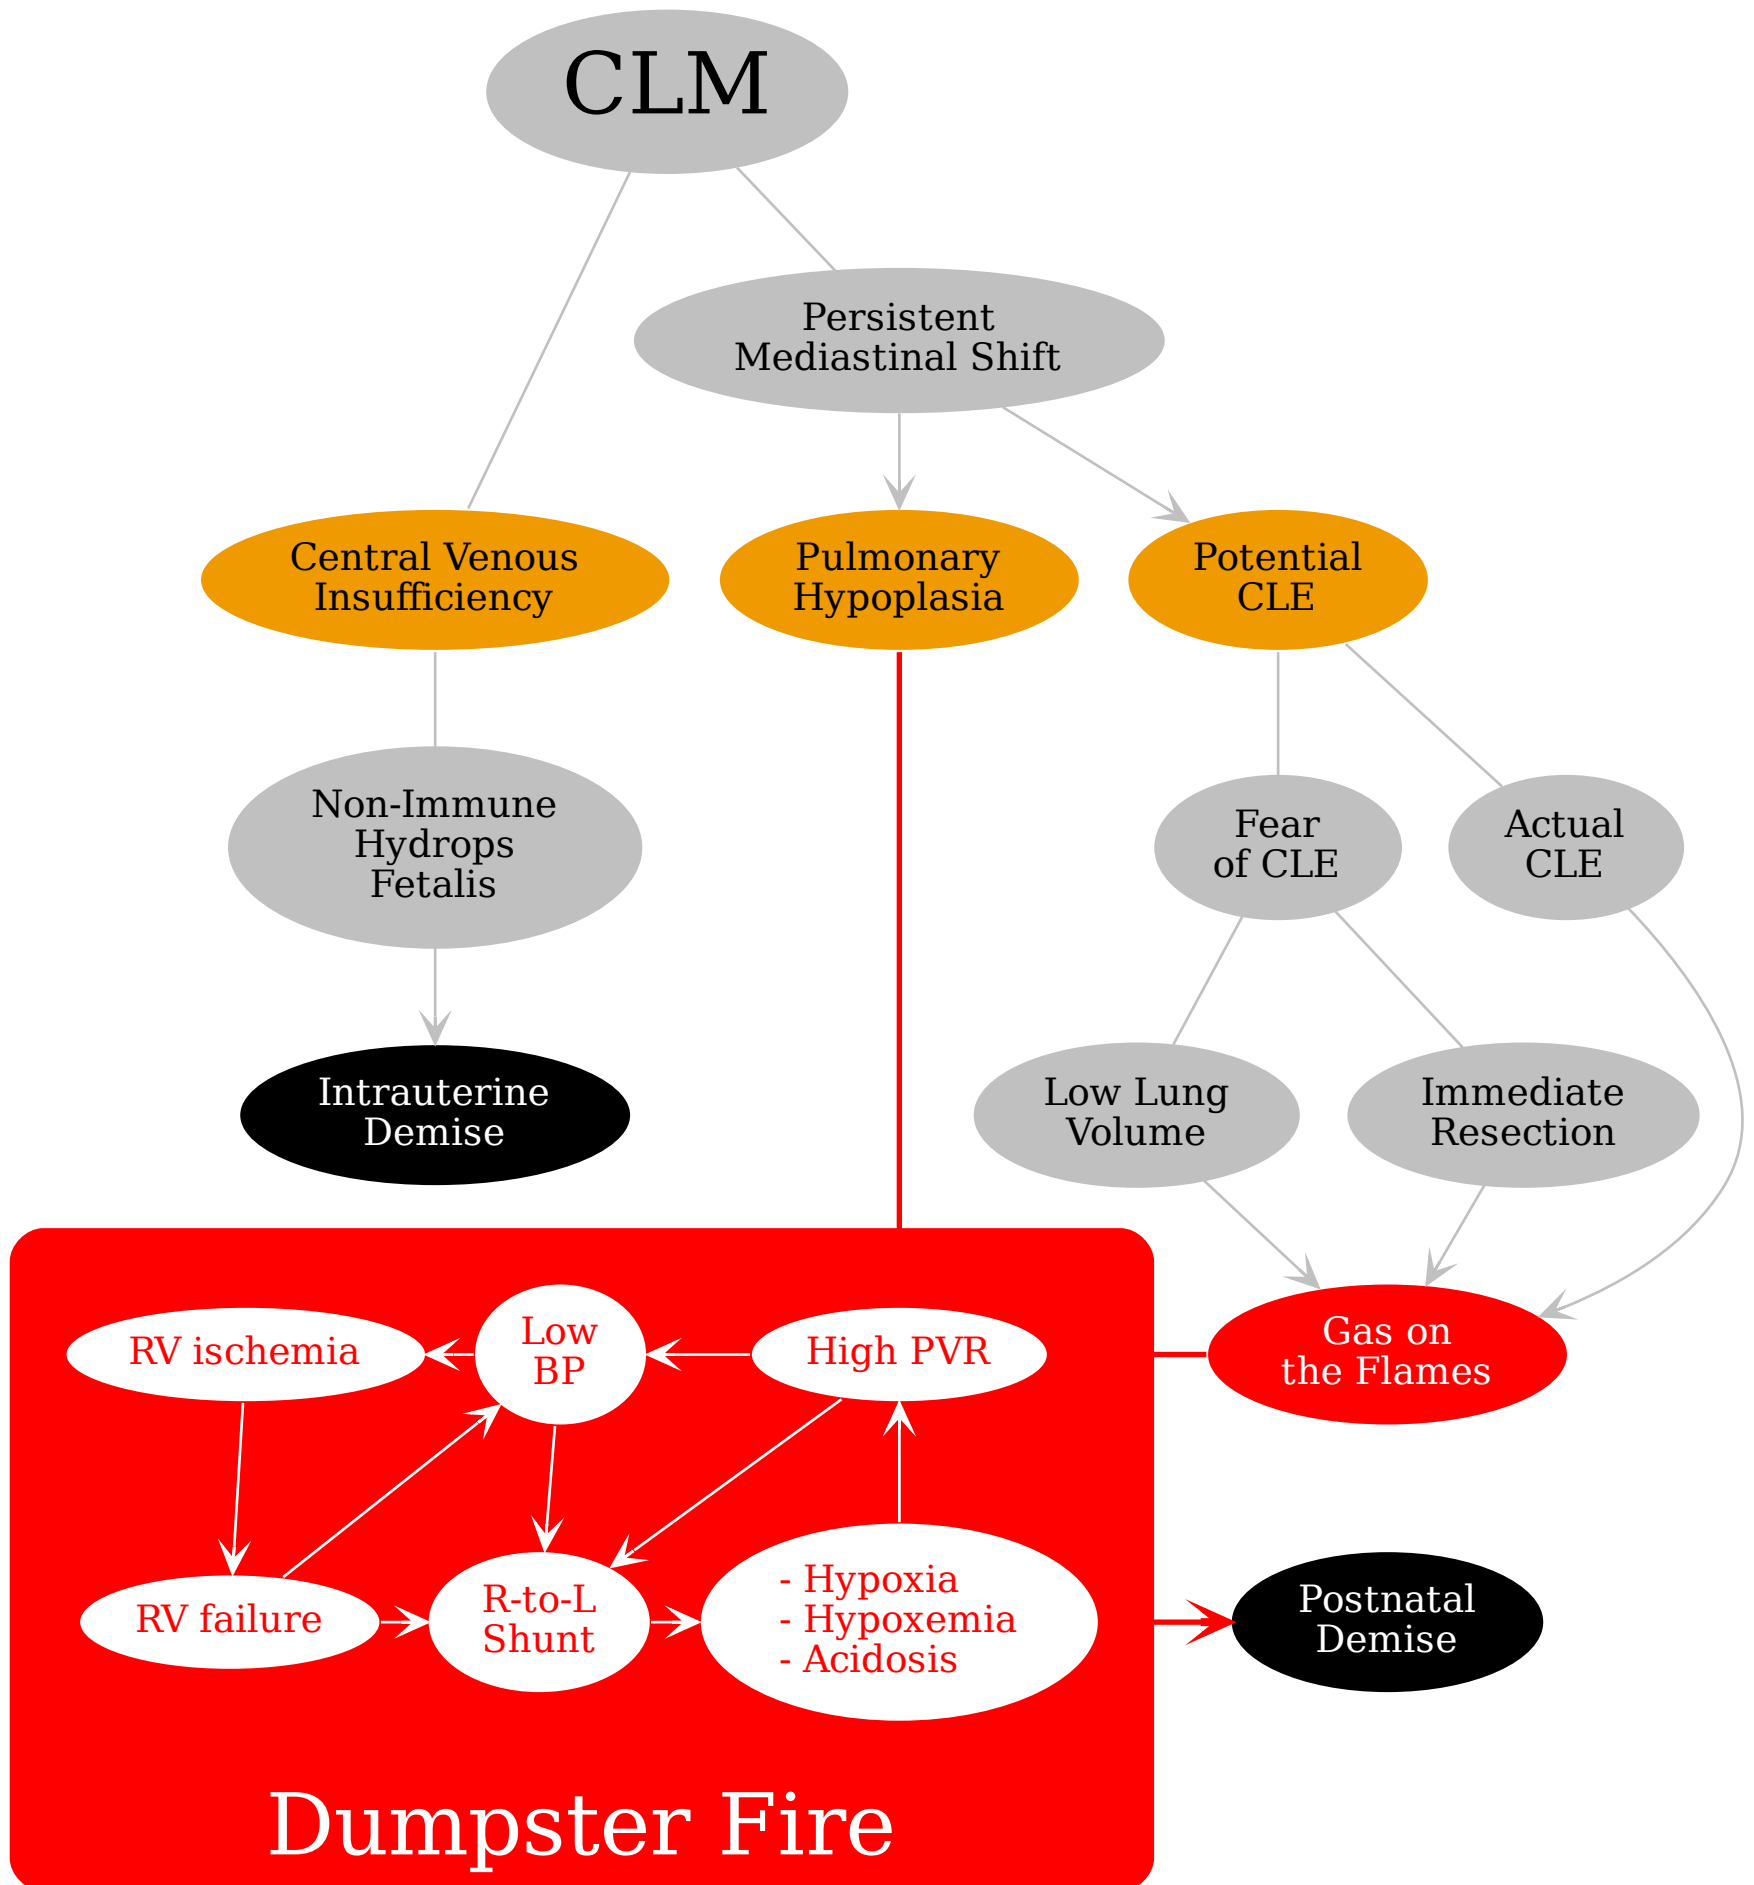 CLM
Persistent
Mediastinal Shift
Central Venous
Insufficiency
Pulmonary
Hypoplasia
Potential
CLE
Non-Immune
Hydrops
Fetalis
Fear
of CLE
Actual
CLE
Intrauterine
Demise
Low Lung
Volume
Immediate
Resection
RV ischemia
Low
BP
High PVR
Gas on
the Flames
RV failure
R-to-L
Shunt
- Hypoxia
- Hypoxemia
- Acidosis
Postnatal
Demise
Dumpster Fire